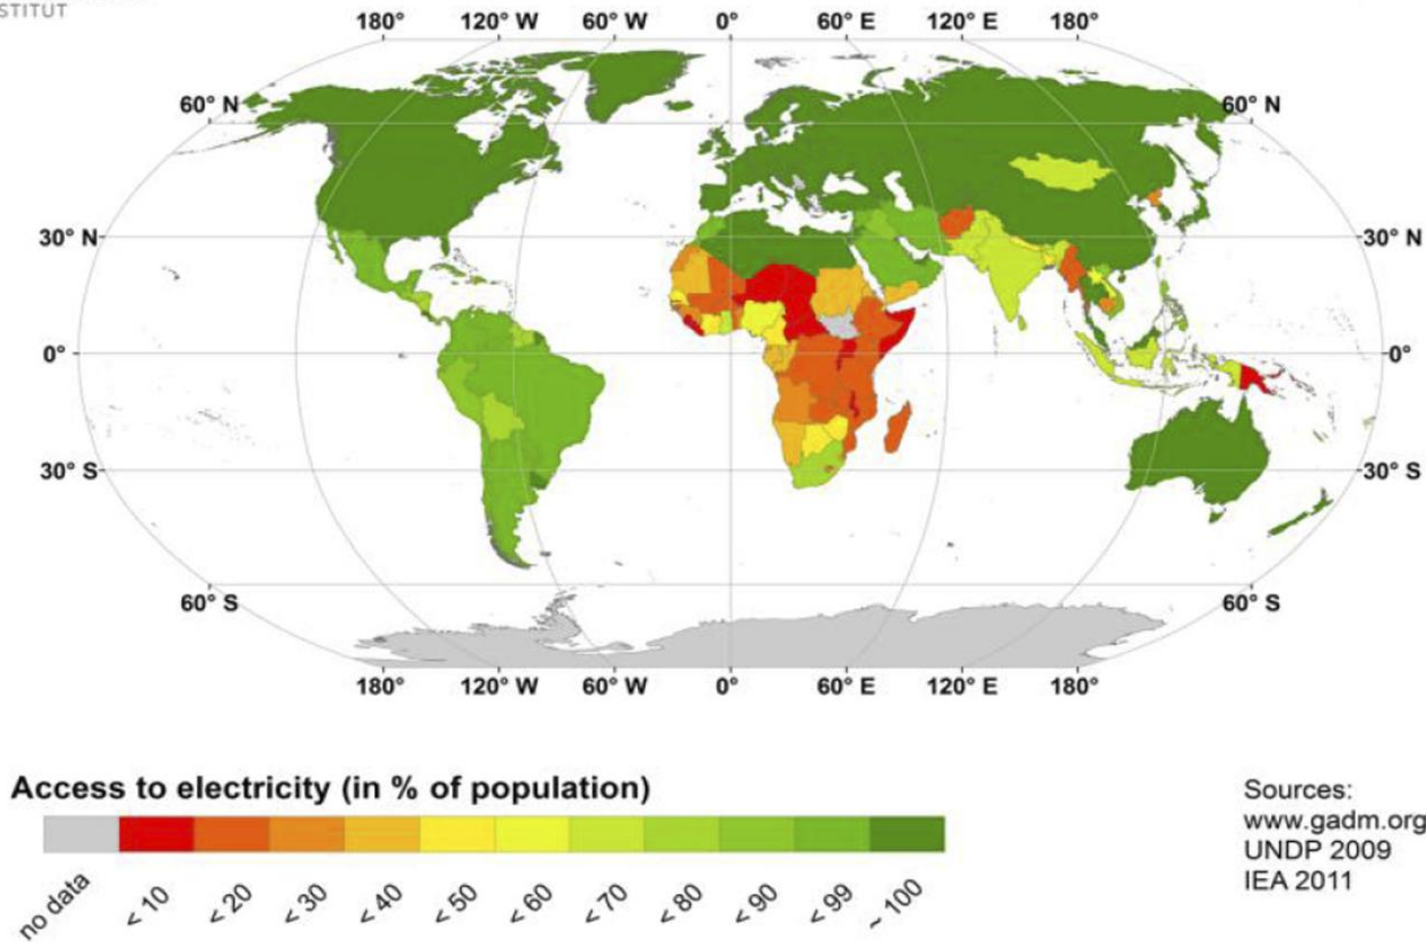 STITUT
180° 120° W 60° W 0° 60° E 120° E 180°
60° N 60° N
30° N 30° N
0° 0°
30° S 30° S
60° S 60° S
180° 120° W 60° W 0° 60° E 120° E 180°
Access to electricity (in % of population)
no data < 10 < 20 < 30 < 40 < 50 < 60 < 70 < 80 < 90 < 99 ~ 100
Sources:
www.gadm.org
UNDP 2009
IEA 2011